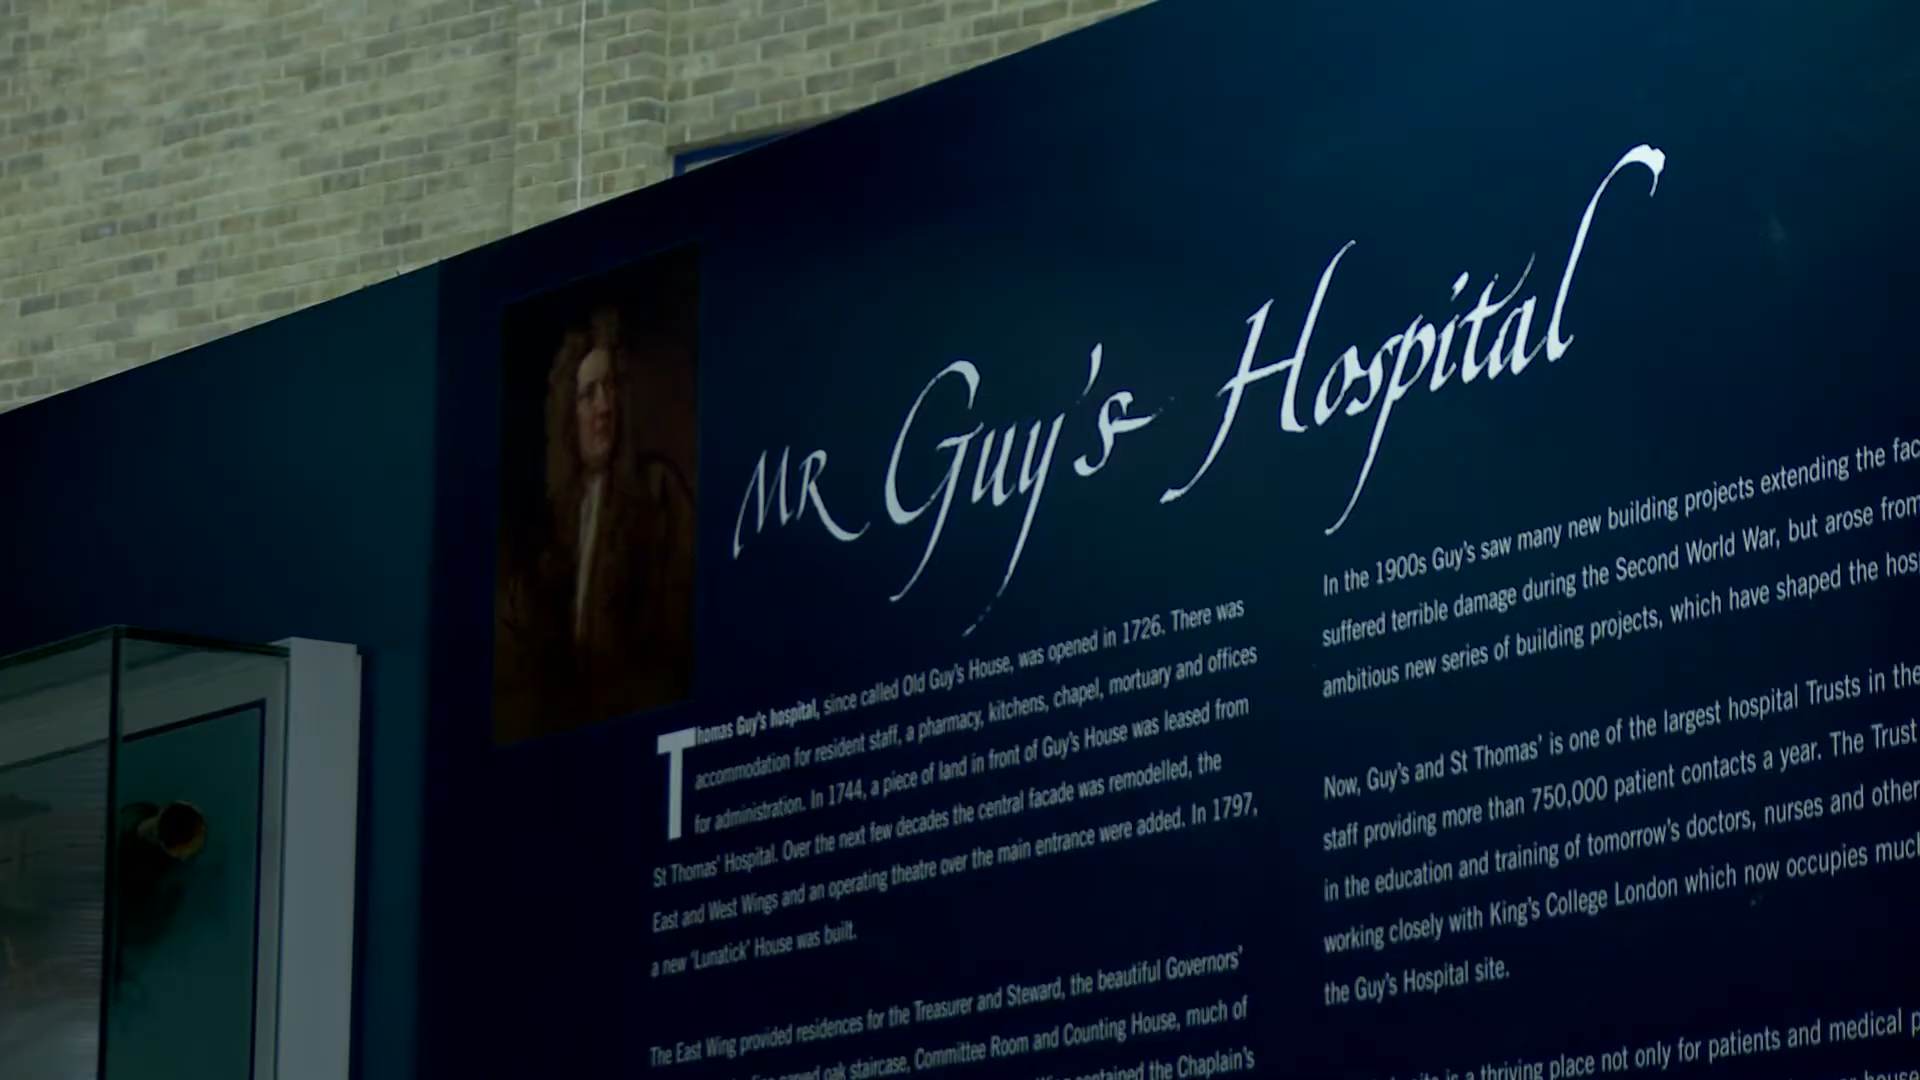 MR Guy's Hospital
Thomas Guy's hospital, since called Old Guy's House, was opened in 1726. There was
accommodation for resident staff, a pharmacy, kitchens, chapel, mortuary and offices
for administration. In 1744, a piece of land in front of Guy's House was leased from
St Thomas' Hospital. Over the next few decades the central facade was remodelled, the
East and West Wings and an operating theatre over the main entrance were added. In 1797,
a new 'Lunatick' House was built.
The East Wing provided residences for the Treasurer and Steward, the beautiful Governors'
carved oak staircase, Committee Room and Counting House, much of
contained the Chaplain's
In the 1900s Guy's saw many new building projects extending the fac
suffered terrible damage during the Second World War, but arose from
ambitious new series of building projects, which have shaped the hos
Now, Guy's and St Thomas' is one of the largest hospital Trusts in the
staff providing more than 750,000 patient contacts a year. The Trust
in the education and training of tomorrow's doctors, nurses and other
working closely with King's College London which now occupies much
the Guy's Hospital site.
is a thriving place not only for patients and medical p